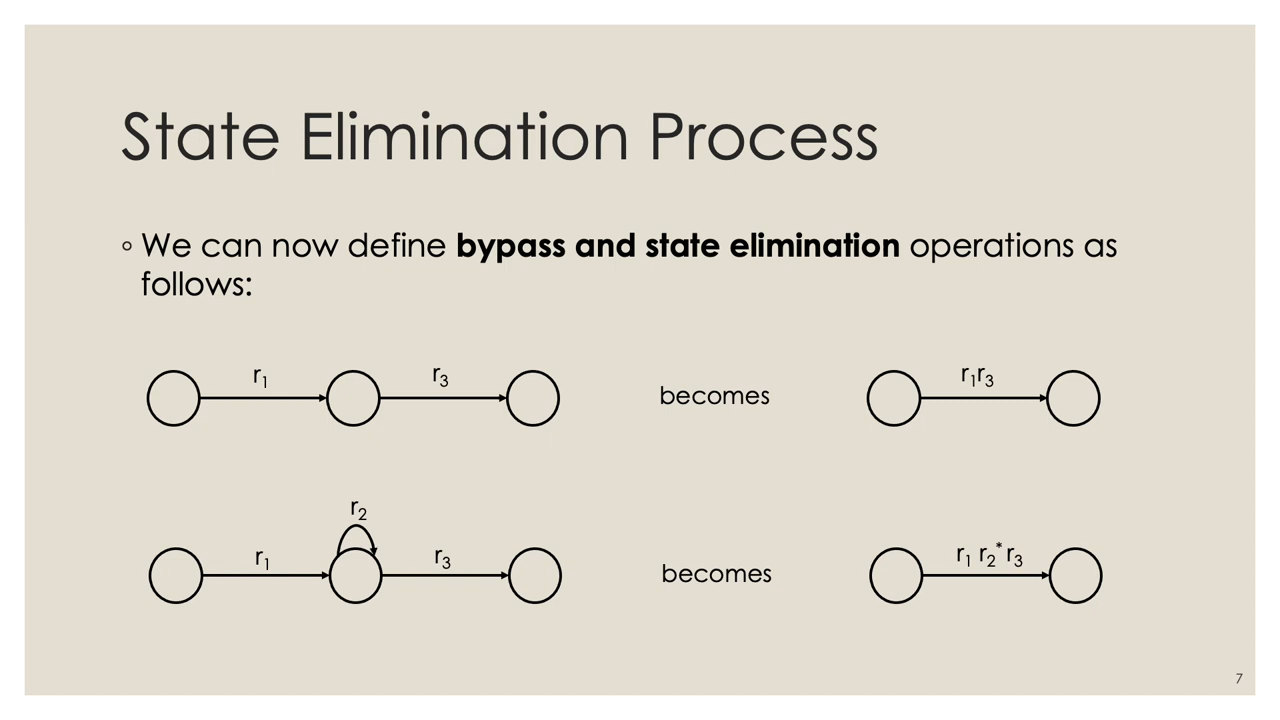 State Elimination Process
◦ We can now define bypass and state elimination operations as
follows:
r₁ r₃ becomes r₁r₃
r₂
r₁ r₃ becomes r₁ r₂* r₃
7